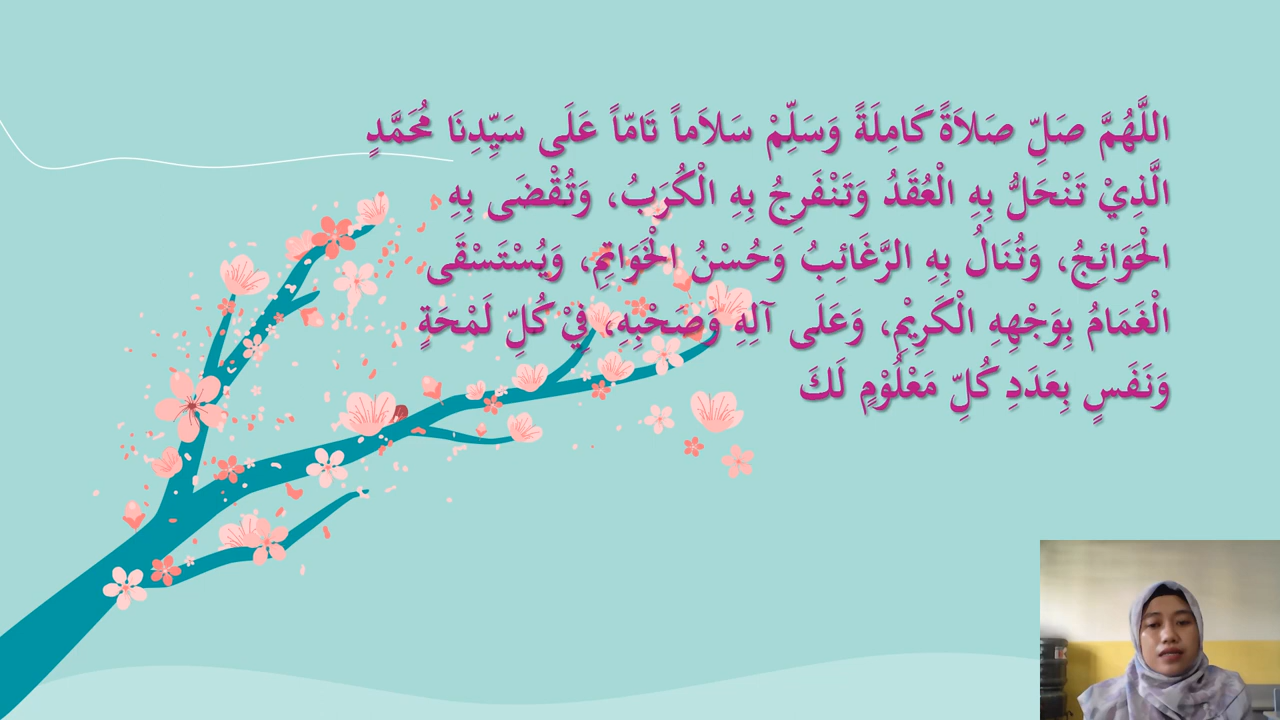 اللَّهُمَّ صَلِّ صَلاَةً كَامِلَةً وَسَلِّمْ سَلاَماً تَامّاً عَلَى سَيِّدِنَا مُحَمَّدٍ
الَّذِيْ تَنْحَلُّ بِهِ الْعُقَدُ وَتَنْفَرِجُ بِهِ الْكُرَبُ، وَتُقْضَى بِهِ
الْحَوَائِجُ، وَتُنَالُ بِهِ الرَّغَائِبُ وَحُسْنُ الْخَوَاتِمِ، وَيُسْتَسْقَى
الْغَمَامُ بِوَجْهِهِ الْكَرِيْمِ، وَعَلَى آلِهِ وَصَحْبِهِ، فِيْ كُلِّ لَمْحَةٍ
وَنَفَسٍ بِعَدَدِ كُلِّ مَعْلُوْمٍ لَكَ